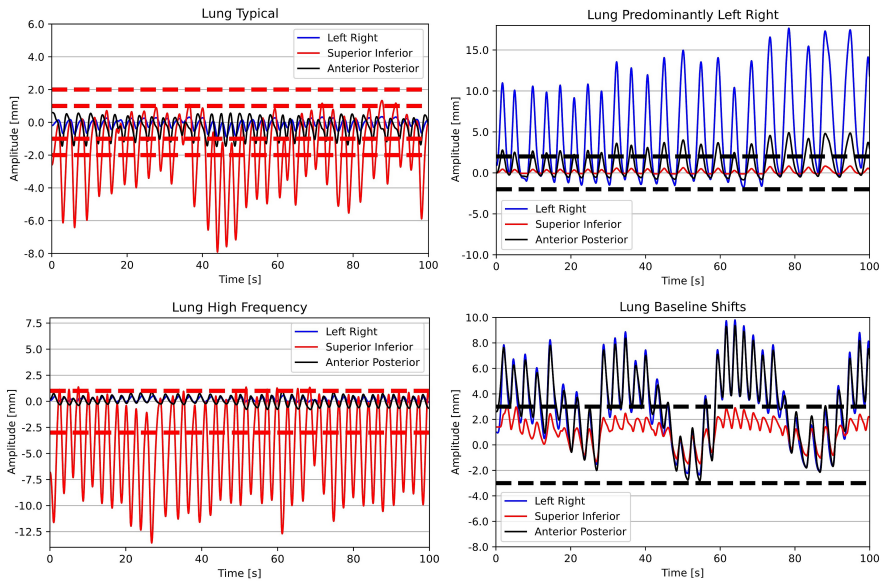 Lung Typical
6.0
4.0
2.0
0.0
-2.0
-4.0
-6.0
-8.0
Amplitude [mm]
Left Right
Superior Inferior
Anterior Posterior
0
20
40
60
80
100
Time [s]
Lung Predominantly Left Right
15.0
10.0
5.0
0.0
-5.0
-10.0
Amplitude [mm]
Left Right
Superior Inferior
Anterior Posterior
0
20
40
60
80
100
Time [s]
Lung High Frequency
7.5
5.0
2.5
0.0
-2.5
-5.0
-7.5
-10.0
-12.5
Amplitude [mm]
Left Right
Superior Inferior
Anterior Posterior
0
20
40
60
80
100
Time [s]
Lung Baseline Shifts
10.0
8.0
6.0
4.0
2.0
0.0
-2.0
-4.0
-6.0
-8.0
Amplitude [mm]
Left Right
Superior Inferior
Anterior Posterior
0
20
40
60
80
100
Time [s]